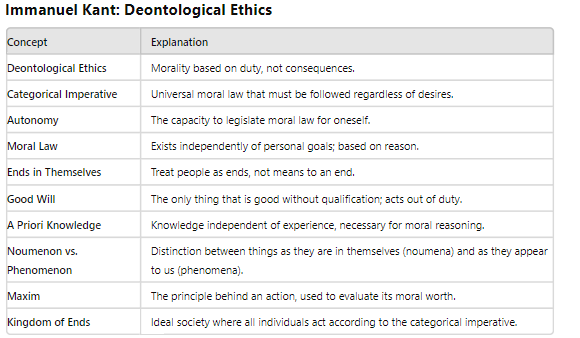 Immanuel Kant: Deontological Ethics
Concept Explanation
Deontological Ethics Morality based on duty, not consequences.
Categorical Imperative Universal moral law that must be followed regardless of desires.
Autonomy The capacity to legislate moral law for oneself.
Moral Law Exists independently of personal goals; based on reason.
Ends in Themselves Treat people as ends, not means to an end.
Good Will The only thing that is good without qualification; acts out of duty.
A Priori Knowledge Knowledge independent of experience, necessary for moral reasoning.
Noumenon vs. Distinction between things as they are in themselves (noumena) and as they appear
Phenomenon to us (phenomena).
Maxim The principle behind an action, used to evaluate its moral worth.
Kingdom of Ends Ideal society where all individuals act according to the categorical imperative.